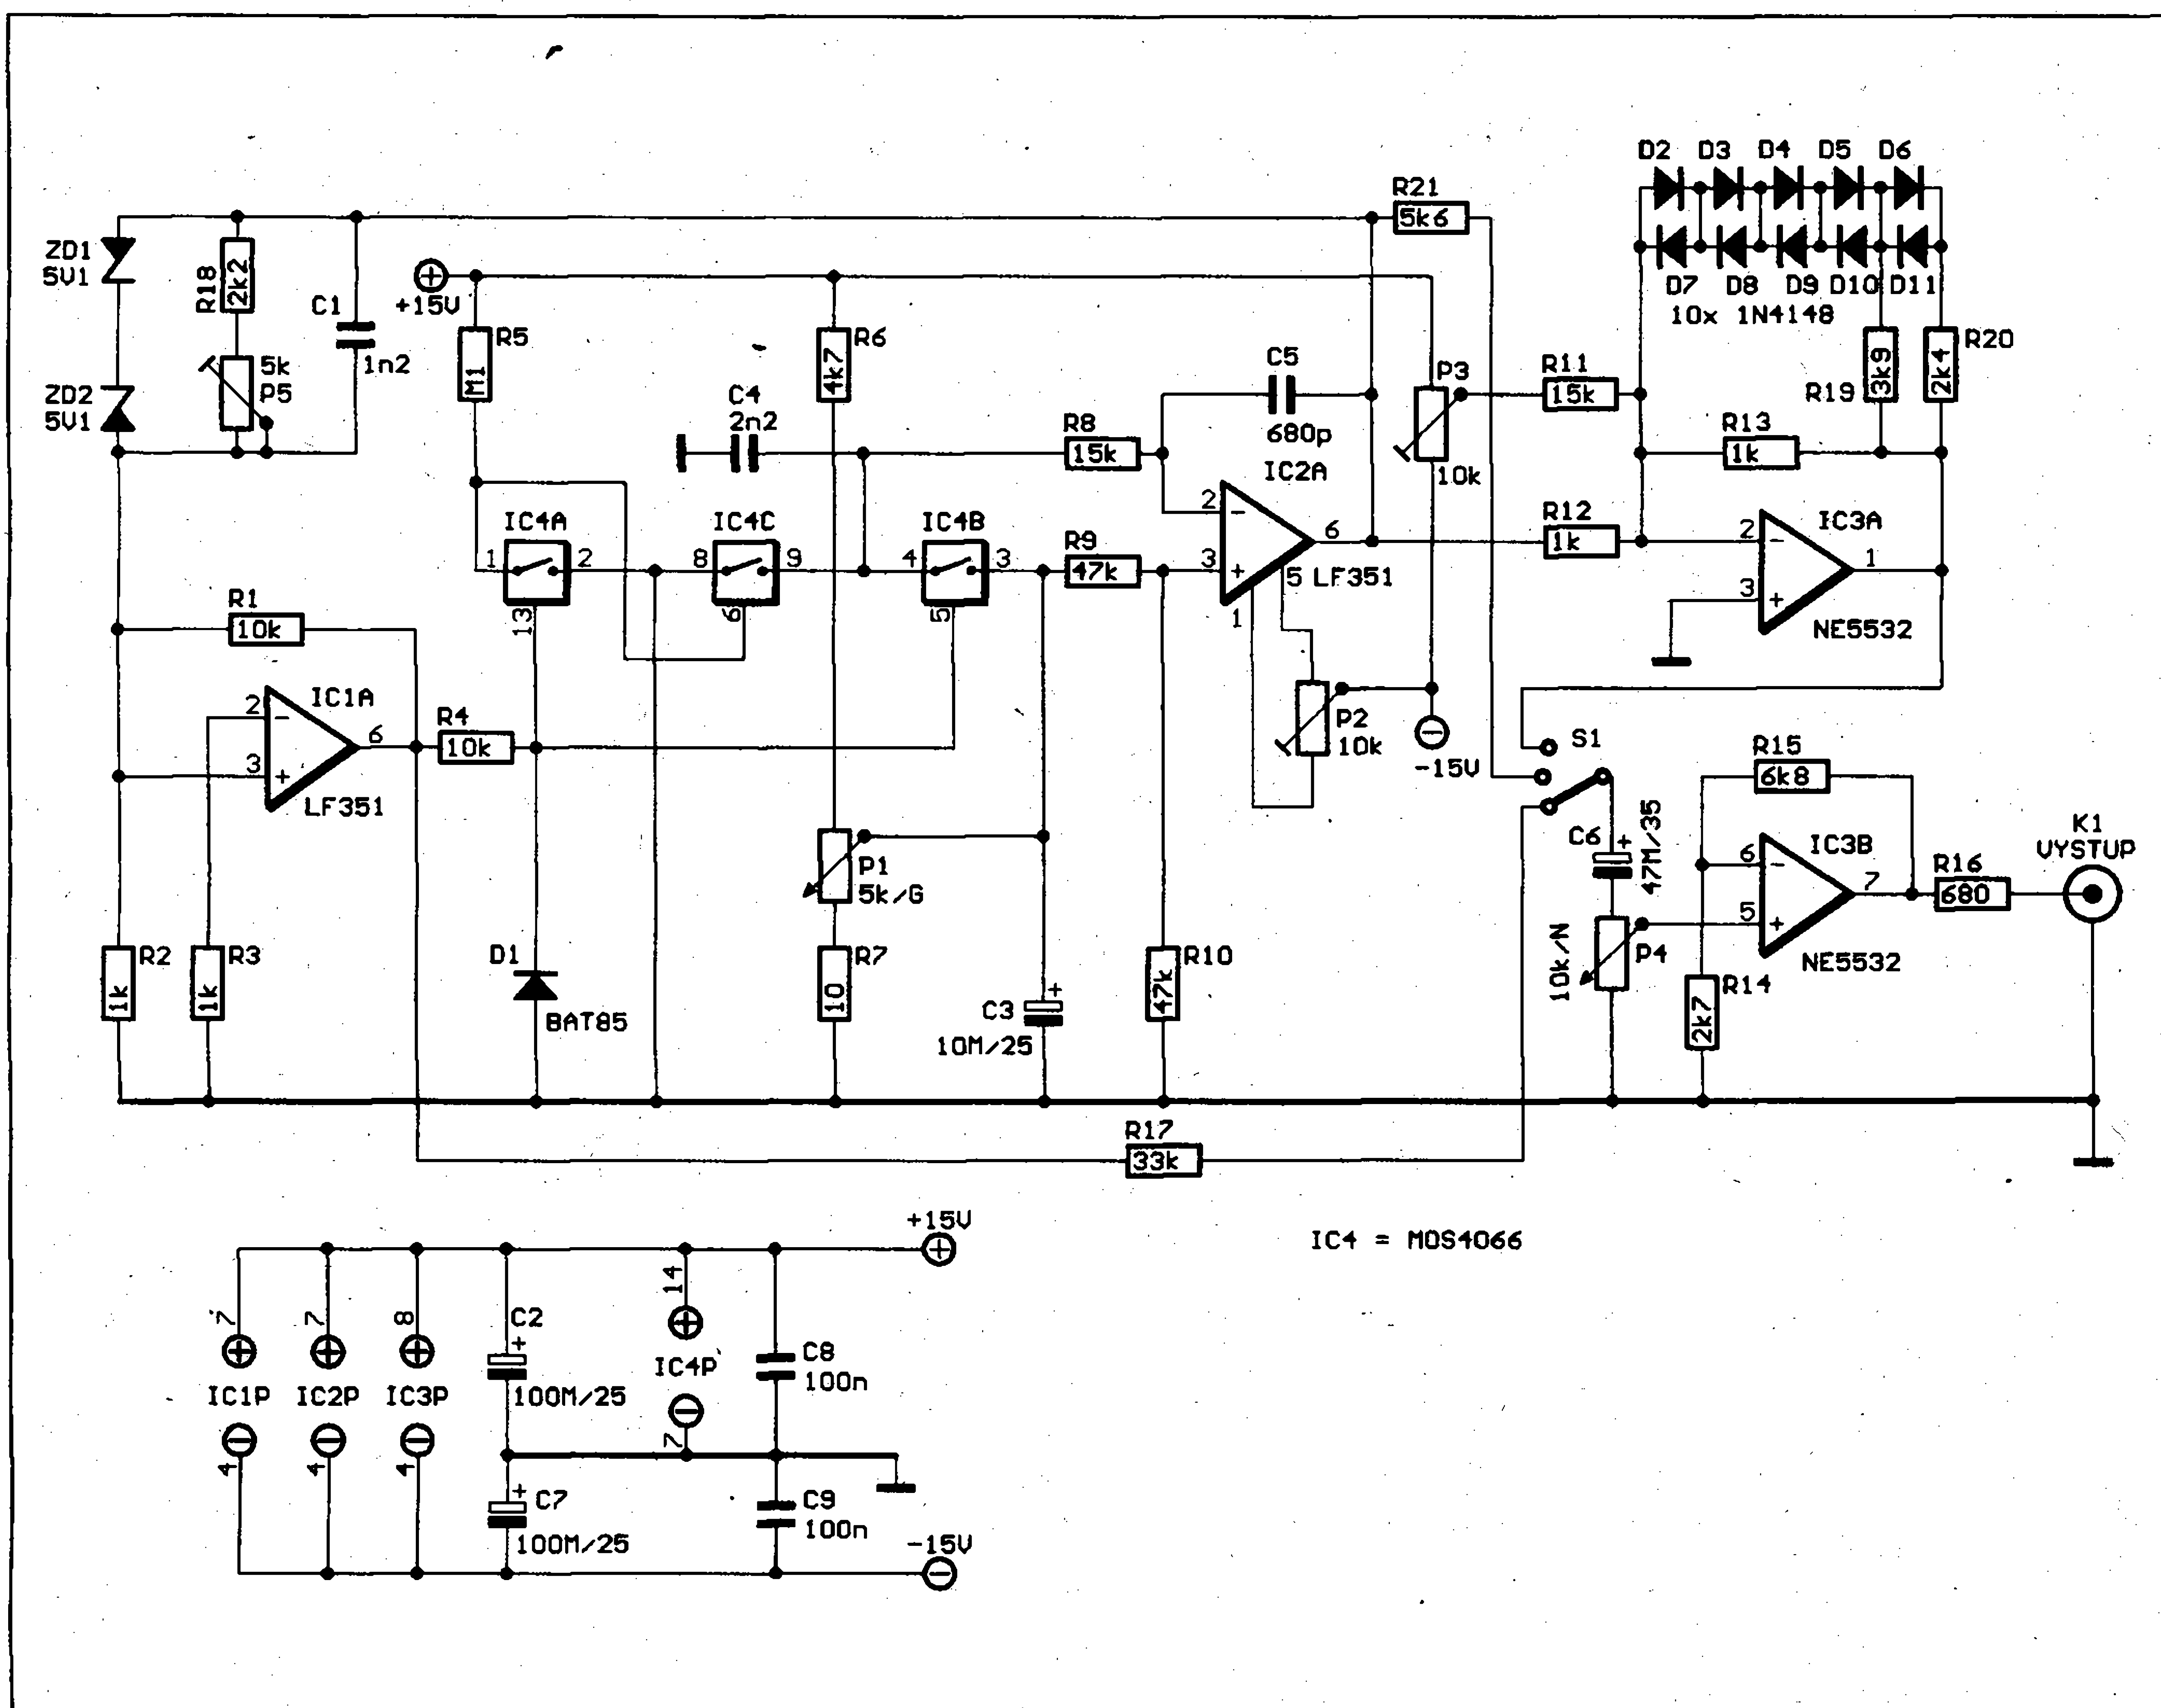 D2 D3 D4 D5 D6
R21
5k6
ZD1
5V1
R18
2k2
C1
1n2
+15V
D7 D8 D9 D10 D11
10x 1N4148
R5
M1
R6
4k7
C5
680p
P3
10k
R11
15k
R19
3k9
R20
2k4
5k
P5
ZD2
5V1
C4
2n2
R8
15k
R13
1k
IC2A
IC4A
IC4C
IC4B
2
6
R12
1k
IC3A
2
1
1
2
8
9
4
3
R9
47k
3
5
LF351
1
13
6
5
3
NE5532
R1
10k
IC1A
2
6
3
LF351
R4
10k
P2
10k
-15V
S1
R15
6k8
C6
47M/35
IC3B
6
7
5
NE5532
R16
680
K1
VYSTUP
P1
5k/G
10k/N
P4
R2
1k
R3
1k
D1
BAT85
R7
10
C3
10M/25
R10
47k
R14
2k7
R17
33k
+15V
IC4 = MOS4066
7
7
8
C2
100M/25
14
IC4P
7
C8
100n
IC1P
IC2P
IC3P
4
4
4
C7
100M/25
C9
100n
-15V